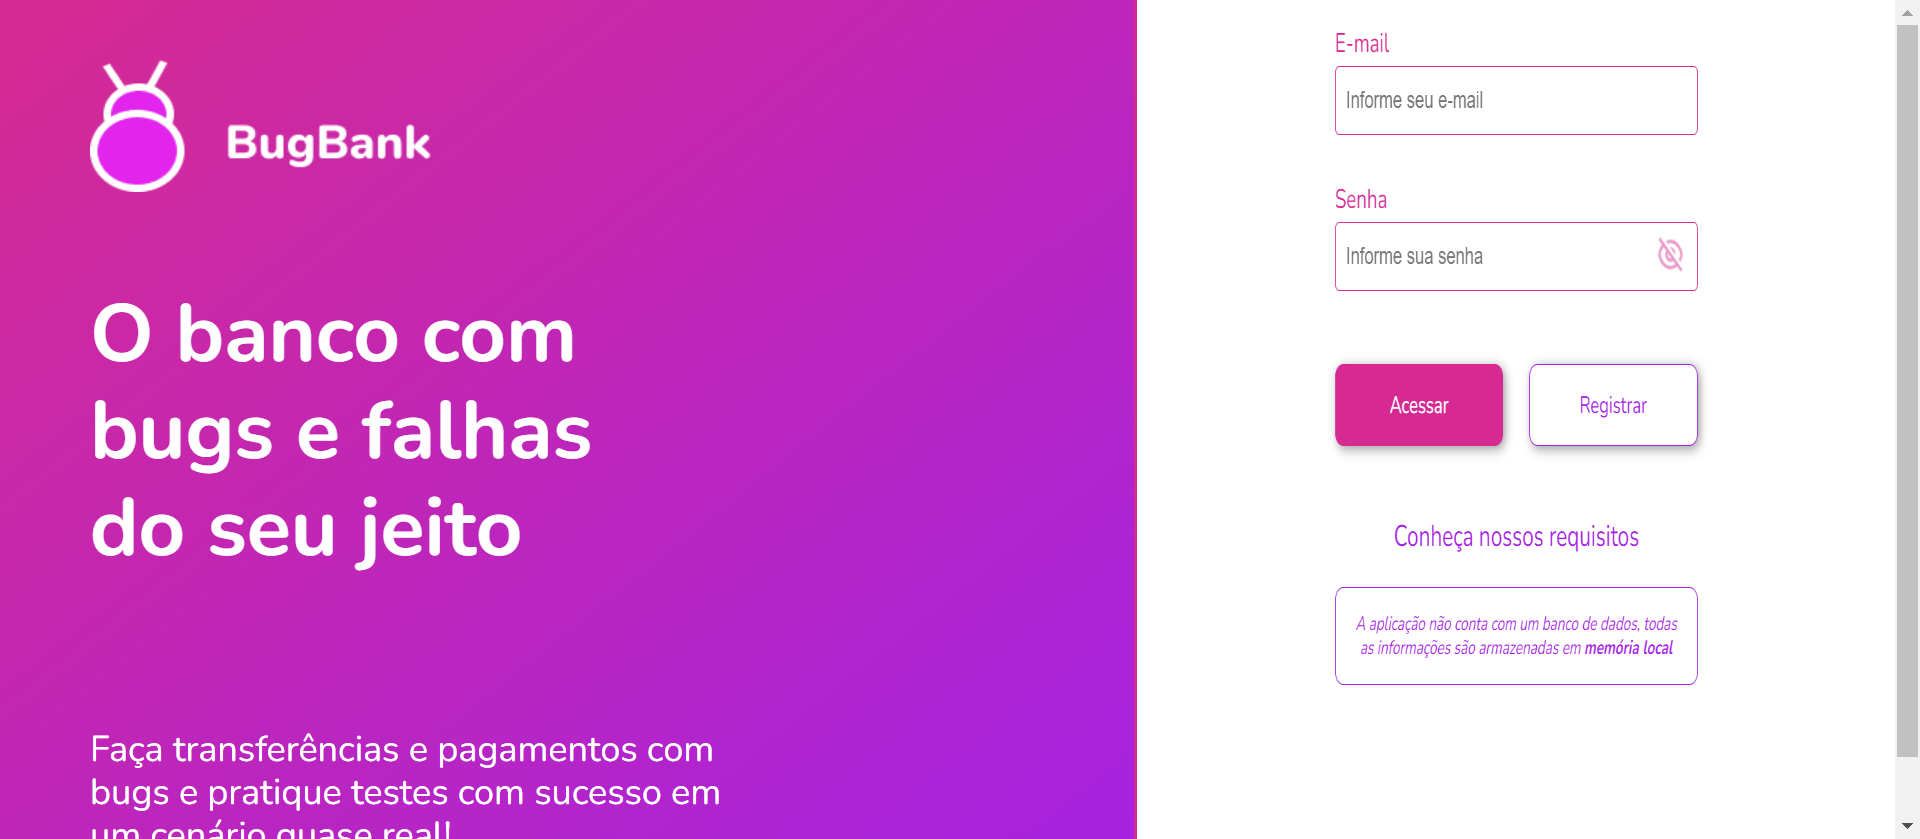 BugBank
O banco com
bugs e falhas
do seu jeito
Faça transferências e pagamentos com
bugs e pratique testes com sucesso em
um cenário quase real!
E-mail
Informe seu e-mail
Senha
Informe sua senha
Acessar
Registrar
Conheça nossos requisitos
A aplicação não conta com um banco de dados, todas
as informações são armazenadas em memória local